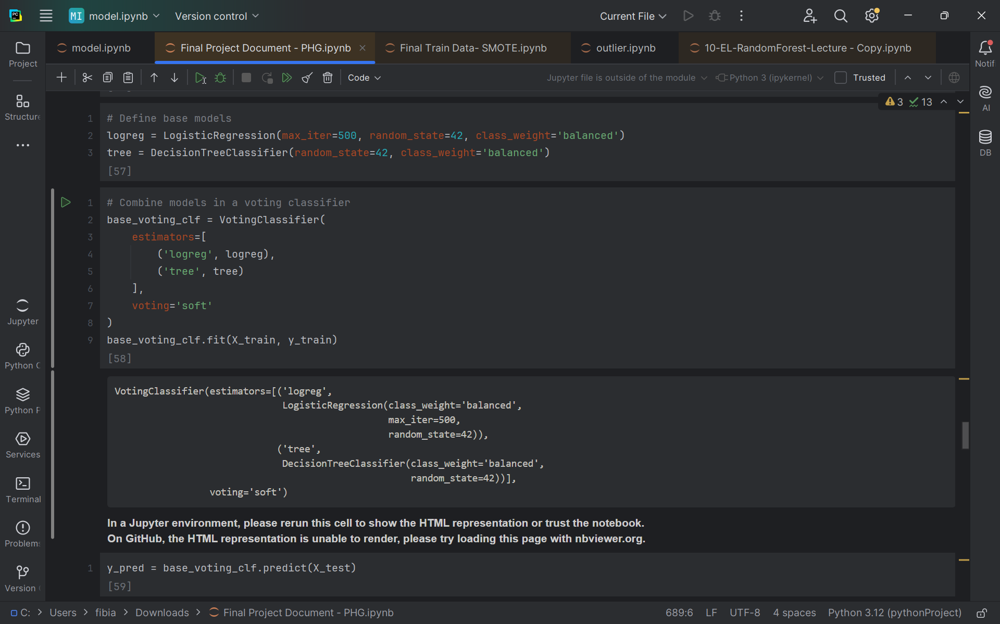 PC
MI model.ipynb Version control Current File
model.ipynb Final Project Document - PHG.ipynb Final Train Data- SMOTE.ipynb outlier.ipynb 10-EL-RandomForest-Lecture - Copy.ipynb
Code Jupyter file is outside of the module Python 3 (ipykernel) Trusted
3 13
Project
Structure
Jupyter
Python C
Python P
Services
Terminal
Problems
Version
1 # Define base models
2 logreg = LogisticRegression(max_iter=500, random_state=42, class_weight='balanced')
3 tree = DecisionTreeClassifier(random_state=42, class_weight='balanced')
[57]
1 # Combine models in a voting classifier
2 base_voting_clf = VotingClassifier(
3 estimators=[
4 ('logreg', logreg),
5 ('tree', tree)
6 ],
7 voting='soft'
8 )
9 base_voting_clf.fit(X_train, y_train)
[58]
VotingClassifier(estimators=[('logreg',
LogisticRegression(class_weight='balanced',
max_iter=500,
random_state=42)),
('tree',
DecisionTreeClassifier(class_weight='balanced',
random_state=42))],
voting='soft')
In a Jupyter environment, please rerun this cell to show the HTML representation or trust the notebook.
On GitHub, the HTML representation is unable to render, please try loading this page with nbviewer.org.
1 y_pred = base_voting_clf.predict(X_test)
[59]
Notif
AI
DB
C: > Users > fibia > Downloads > Final Project Document - PHG.ipynb 689:6 LF UTF-8 4 spaces Python 3.12 (pythonProject)